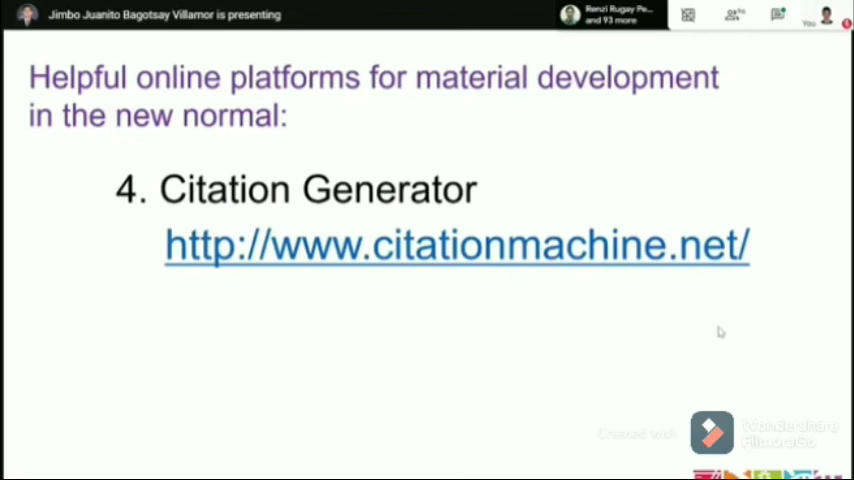 Jimbo Juanito Bagotsay Villamor is presenting
Renzi Rugay Pe...
and 93 more
You
Helpful online platforms for material development
in the new normal:
4. Citation Generator
http://www.citationmachine.net/
Created with
Wondershare
FilmoraGo